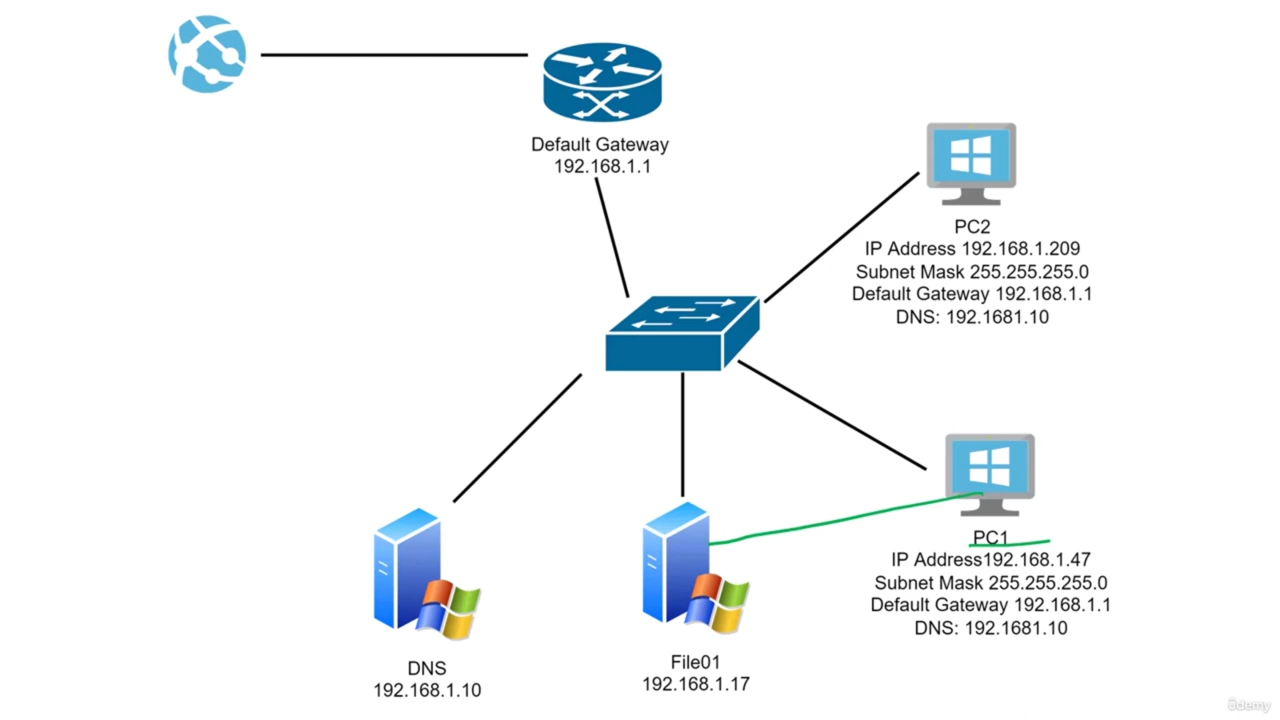 Default Gateway
192.168.1.1
PC2
IP Address 192.168.1.209
Subnet Mask 255.255.255.0
Default Gateway 192.168.1.1
DNS: 192.1681.10
PC1
IP Address192.168.1.47
Subnet Mask 255.255.255.0
Default Gateway 192.168.1.1
DNS: 192.1681.10
DNS
192.168.1.10
File01
192.168.1.17
ûdemy